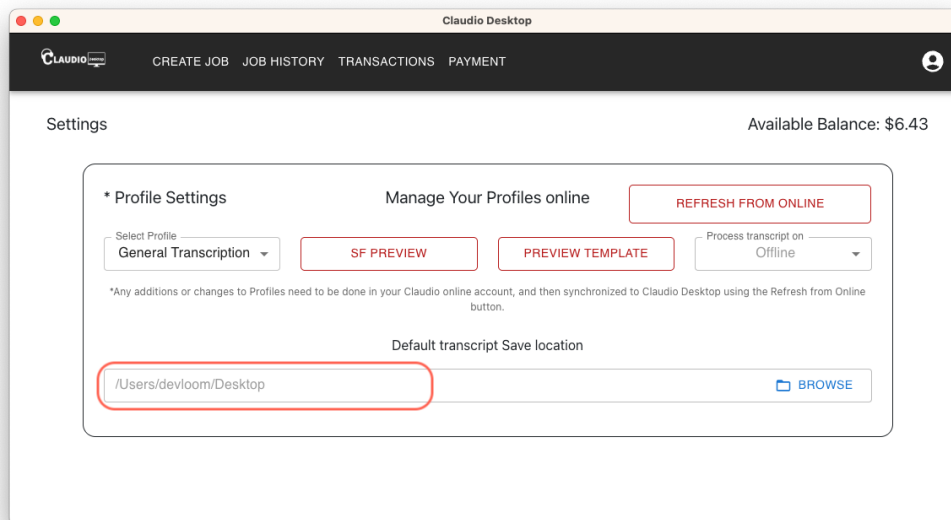 Claudio Desktop
CLAUDIO Desktop CREATE JOB JOB HISTORY TRANSACTIONS PAYMENT
Settings Available Balance: $6.43
* Profile Settings Manage Your Profiles online REFRESH FROM ONLINE
Select Profile Process transcript on
General Transcription SF PREVIEW PREVIEW TEMPLATE Offline
*Any additions or changes to Profiles need to be done in your Claudio online account, and then synchronized to Claudio Desktop using the Refresh from Online
button.
Default transcript Save location
/Users/devloom/Desktop BROWSE